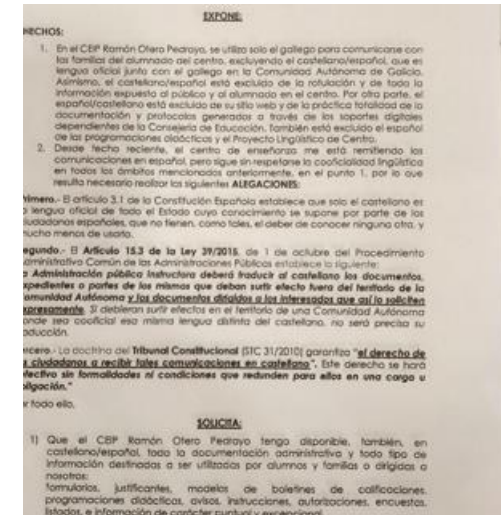 EXPONE:
HECHOS:
1. En el CEIP Ramón Otero Pedrayo, se utiliza solo el gallego para comunicarse con
las familias del alumnado del centro, excluyendo el castellano/español, que es
lengua oficial junto con el gallego en la Comunidad Autónoma de Galicia.
Asimismo, el castellano/español está excluido de la rotulación y de toda la
información expuesta al público y al alumnado en el centro. Por otra parte, el
español/castellano está excluido de su sitio web y de la práctica totalidad de la
documentación y protocolos generados a través de los soportes digitales
dependientes de la Consejería de Educación. También está excluido el español
de las programaciones didácticas y el Proyecto Lingüístico de Centro.
2. Desde fecha reciente, el centro de enseñanza me está remitiendo las
comunicaciones en español, pero sigue sin respetarse la cooficialidad lingüística
en todos los ámbitos mencionados anteriormente, en el punto 1, por lo que
resulta necesario realizar las siguientes ALEGACIONES:
rimero.- El artículo 3.1 de la Constitución Española establece que solo el castellano es
lengua oficial de todo el Estado cuyo conocimiento se supone por parte de los
iudadanos españoles, que no tienen, como tales, el deber de conocer ninguna otra, y
mucho menos de usarla.
egundo.- El Artículo 15.3 de la Ley 39/2015, de 1 de octubre del Procedimiento
dministrativo Común de las Administraciones Públicas establece lo siguiente:
a Administración pública instructora deberá traducir al castellano los documentos,
xpedientes o partes de los mismos que deban surtir efecto fuera del territorio de la
omunidad Autónoma y los documentos dirigidos a los interesados que así lo soliciten
xpresamente. Si debieran surtir efectos en el territorio de una Comunidad Autónoma
onde sea cooficial esa misma lengua distinta del castellano, no será precisa su
aducción.
rcero.- La doctrina del Tribunal Constitucional (STC 31/2010) garantiza "el derecho de
s ciudadanos a recibir tales comunicaciones en castellano". Este derecho se hará
fectivo sin formalidades ni condiciones que redunden para ellos en una carga u
ligación."
r todo ello,
SOLICITA:
1) Que el CEIP Ramón Otero Pedrayo tenga disponible, también, en
castellano/español, toda la documentación administrativa y todo tipo de
información destinadas a ser utilizadas por alumnos y familias o dirigidas a
nosotros:
formularios, justificantes, modelos de boletines de calificaciones,
programaciones didácticas, avisos, instrucciones, autorizaciones, encuestas,
listados, e información de carácter puntual y excepcional.